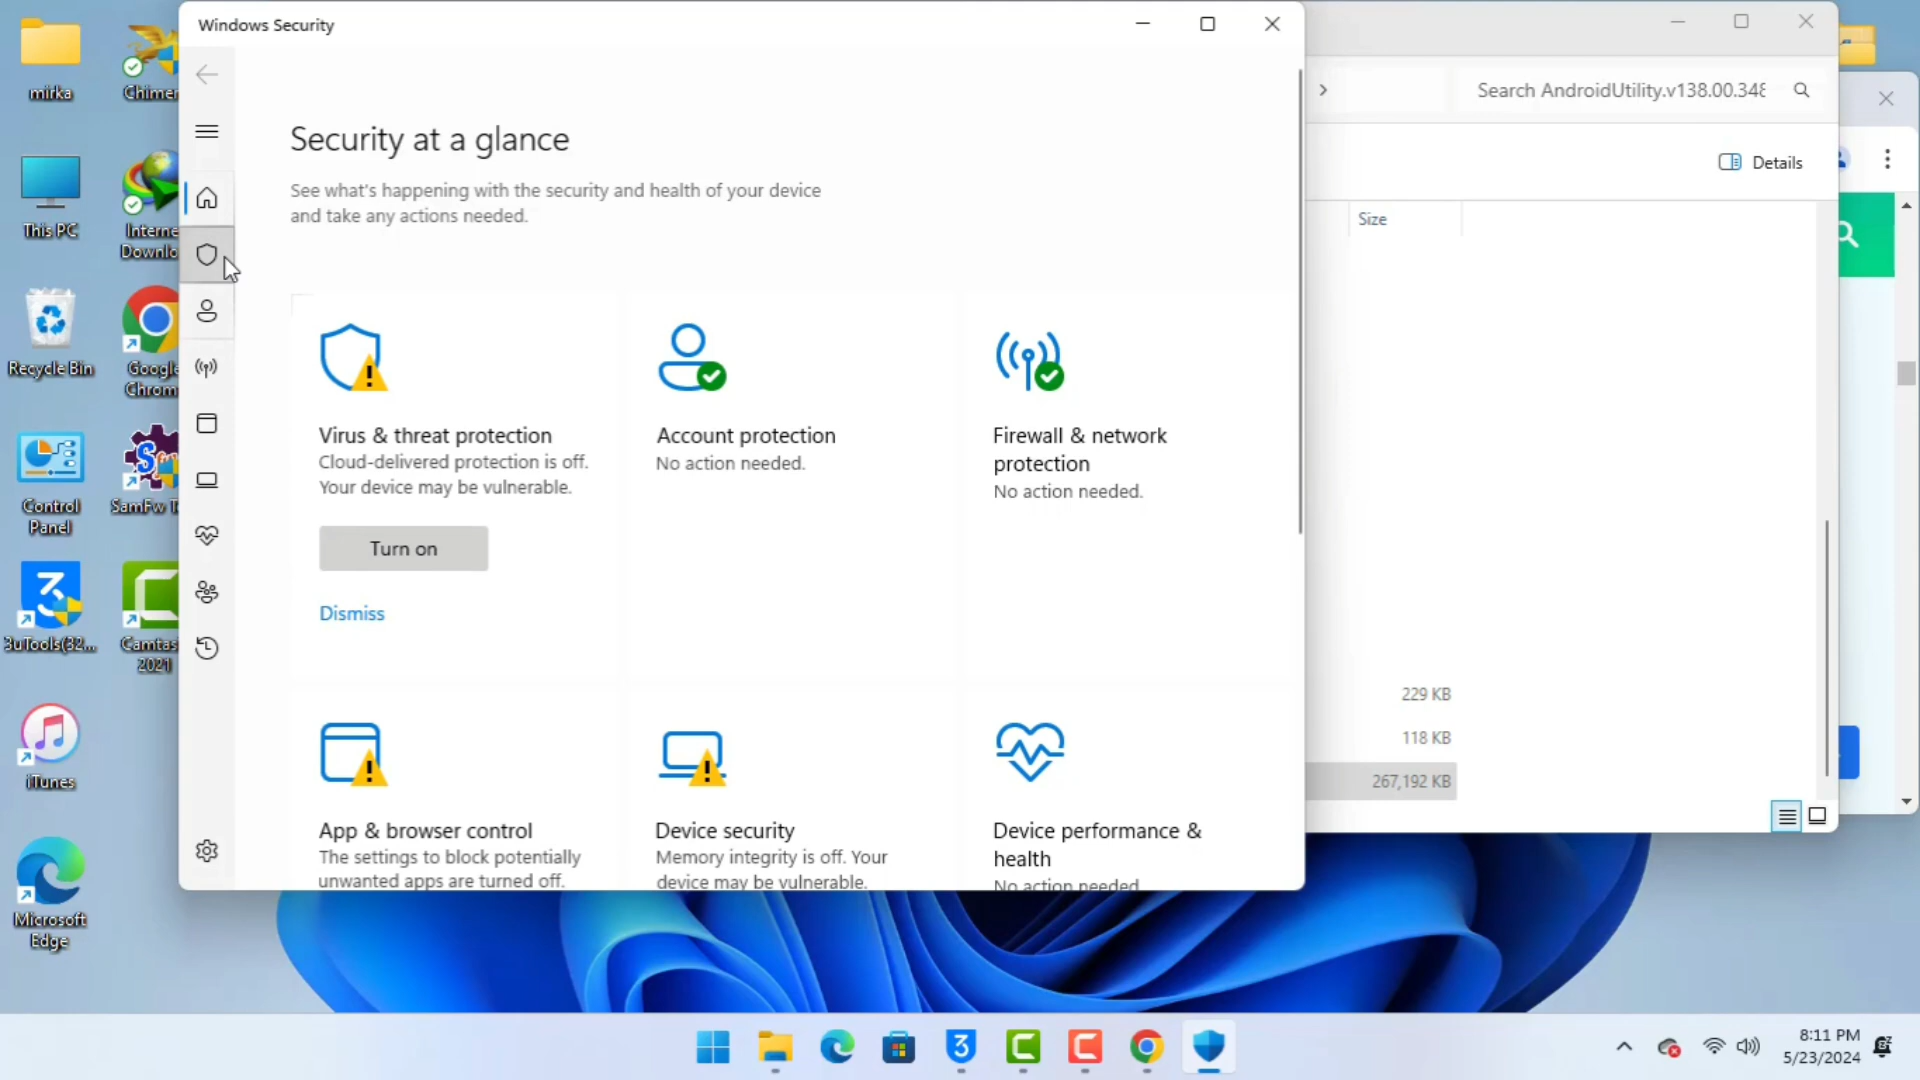 Windows Security
Security at a glance
See what's happening with the security and health of your device
and take any actions needed.
Virus & threat protection
Cloud-delivered protection is off.
Your device may be vulnerable.
Turn on
Dismiss
Account protection
No action needed.
Firewall & network
protection
No action needed.
App & browser control
The settings to block potentially
unwanted apps are turned off.
Device security
Memory integrity is off. Your
device may be vulnerable.
Device performance &
health
No action needed
Search AndroidUtility.v138.00.348
Details
Size
229 KB
118 KB
267,192 KB
mirka
This PC
Recycle Bin
Control
Panel
3uTools(32...
iTunes
Microsoft
Edge
Chimer
Interne
Downlo
Google
Chrom
SamFw T
Camtas
2021
8:11 PM
5/23/2024